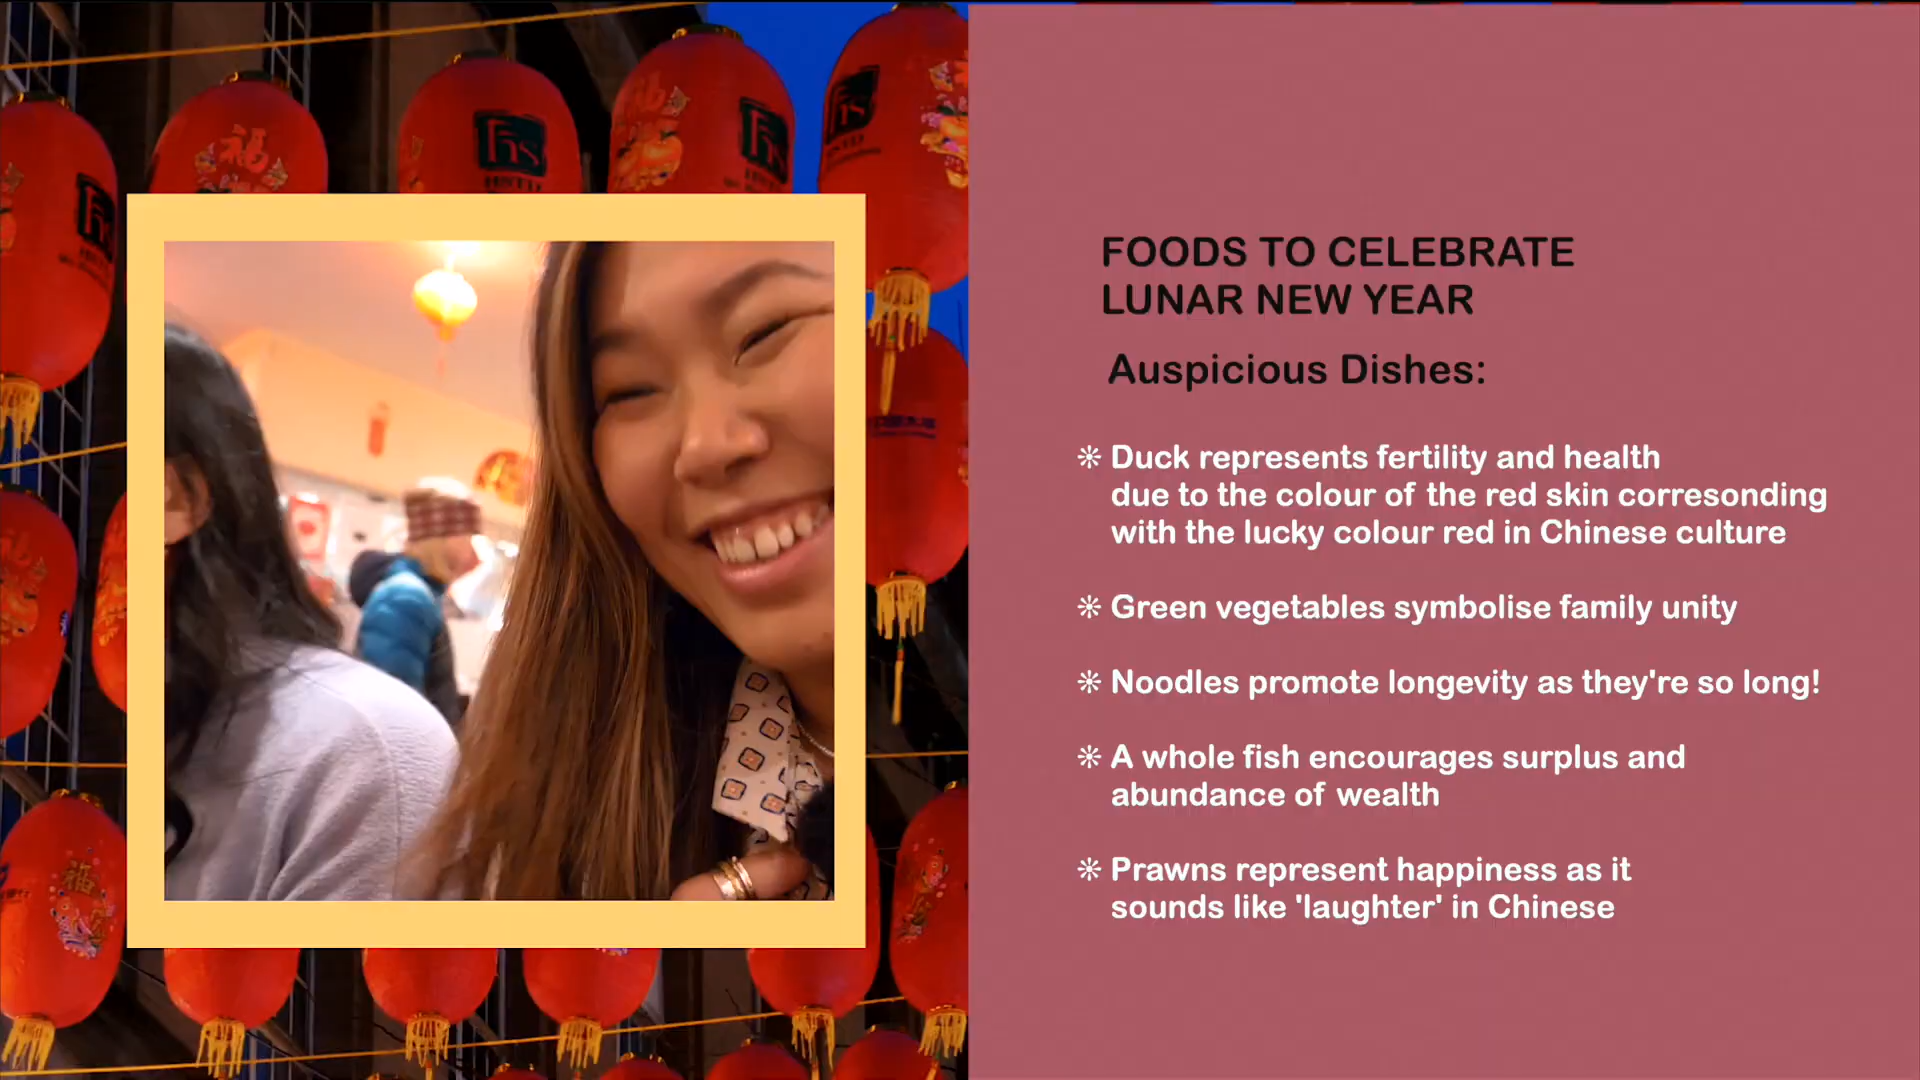 FOODS TO CELEBRATE
LUNAR NEW YEAR
Auspicious Dishes:
❊ Duck represents fertility and health
due to the colour of the red skin corresonding
with the lucky colour red in Chinese culture
❊ Green vegetables symbolise family unity
❊ Noodles promote longevity as they're so long!
❊ A whole fish encourages surplus and
abundance of wealth
❊ Prawns represent happiness as it
sounds like 'laughter' in Chinese
福
福